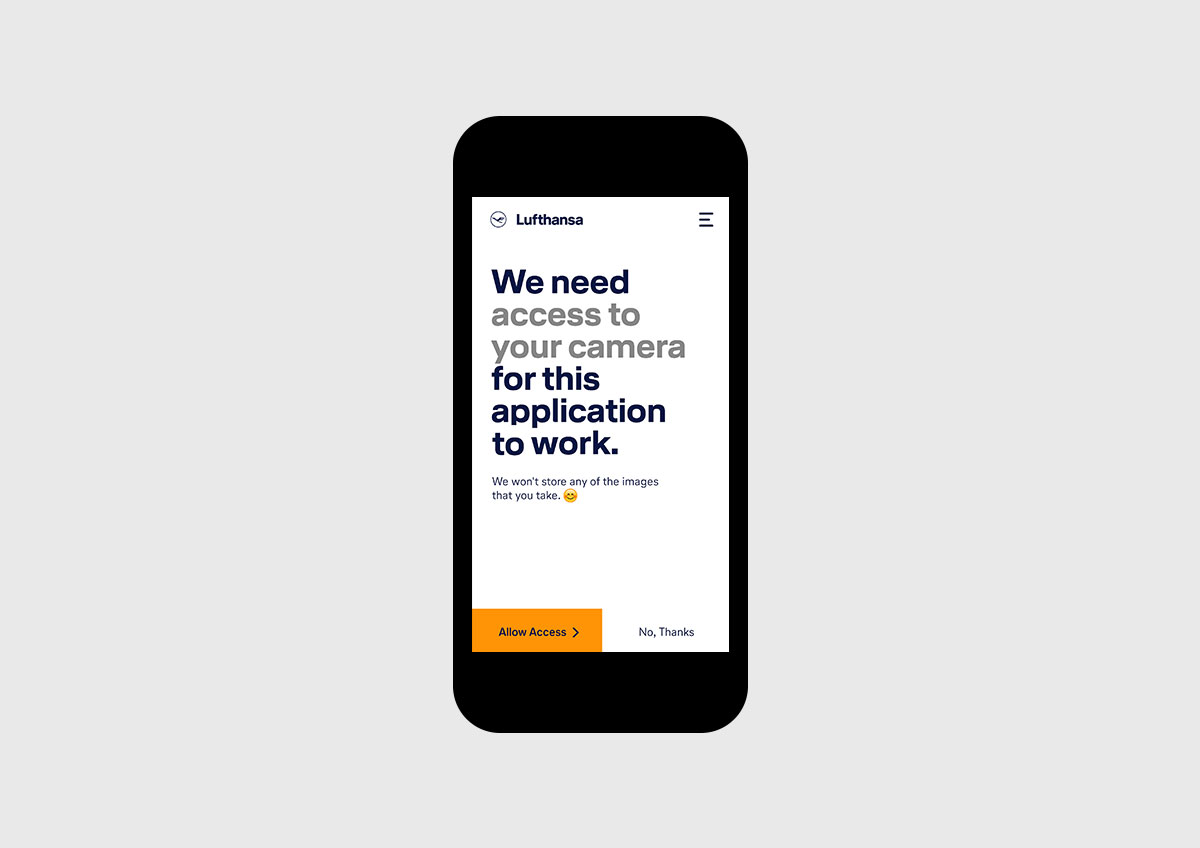 Lufthansa
We need
access to
your camera
for this
application
to work.
We won't store any of the images
that you take. 😊
Allow Access
No, Thanks